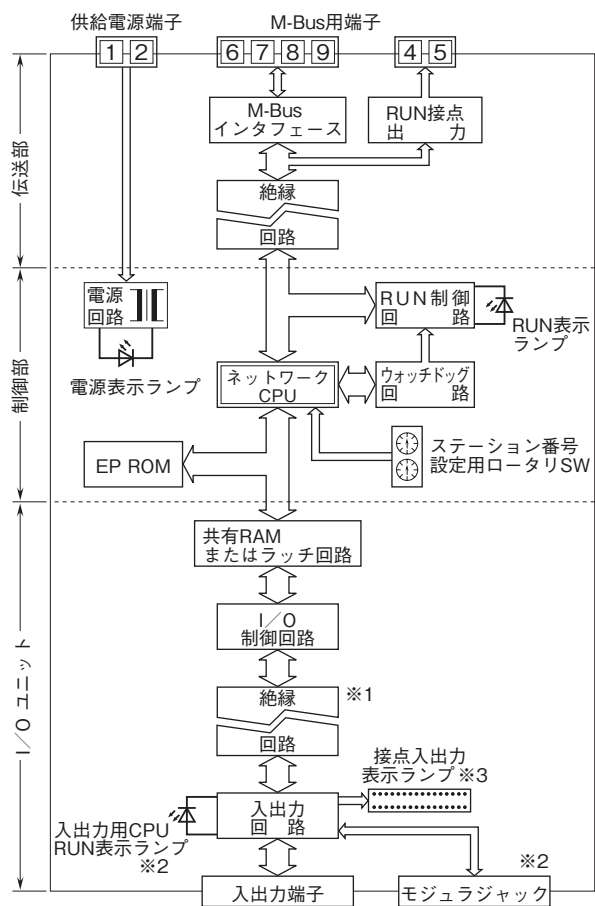 供給電源端子
M-Bus用端子
1 2
6 7 8 9
4 5
M-Bus
インタフェース
RUN接点
出 力
伝送部
絶縁
回路
電源
回路
RUN制御
回 路
RUN表示
ランプ
電源表示ランプ
制御部
ネットワーク
CPU
ウォッチドッグ
回 路
EP ROM
ステーション番号
設定用ロータリSW
共有RAM
またはラッチ回路
I/O
制御回路
I/O ユニット
絶縁
※1
回路
接点入出力
表示ランプ※3
入出力
回 路
入出力用CPU
RUN表示ランプ
※2
※2
入出力端子
モジュラジャック